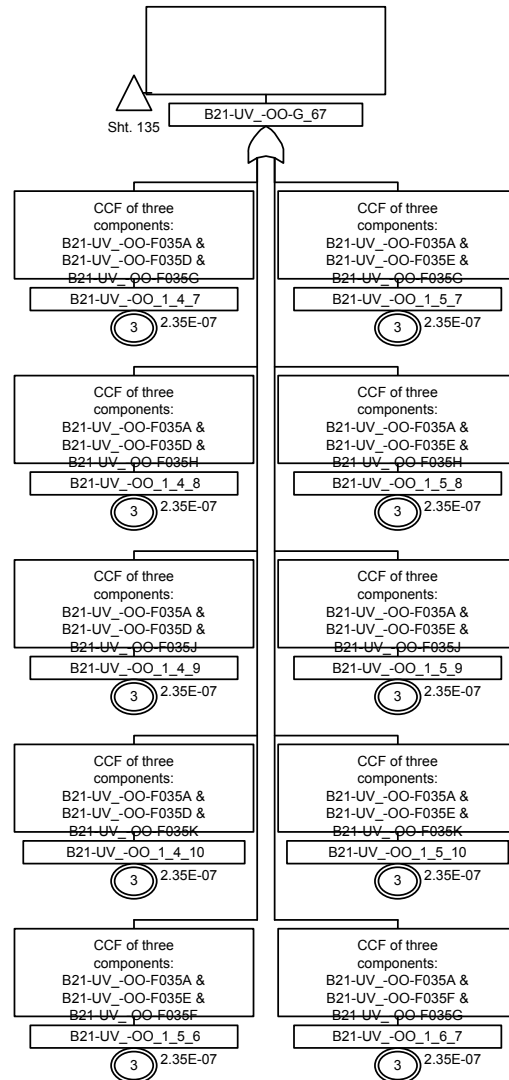 Sht. 135
B21-UV_-OO-G_67
CCF of three
components:
B21-UV_-OO-F035A &
B21-UV_-OO-F035D &
B21-UV_-OO-F035G
B21-UV_-OO_1_4_7
3
2.35E-07
CCF of three
components:
B21-UV_-OO-F035A &
B21-UV_-OO-F035E &
B21-UV_-OO-F035G
B21-UV_-OO_1_5_7
3
2.35E-07
CCF of three
components:
B21-UV_-OO-F035A &
B21-UV_-OO-F035D &
B21-UV_-OO-F035H
B21-UV_-OO_1_4_8
3
2.35E-07
CCF of three
components:
B21-UV_-OO-F035A &
B21-UV_-OO-F035E &
B21-UV_-OO-F035H
B21-UV_-OO_1_5_8
3
2.35E-07
CCF of three
components:
B21-UV_-OO-F035A &
B21-UV_-OO-F035D &
B21-UV_-OO-F035J
B21-UV_-OO_1_4_9
3
2.35E-07
CCF of three
components:
B21-UV_-OO-F035A &
B21-UV_-OO-F035E &
B21-UV_-OO-F035J
B21-UV_-OO_1_5_9
3
2.35E-07
CCF of three
components:
B21-UV_-OO-F035A &
B21-UV_-OO-F035D &
B21-UV_-OO-F035K
B21-UV_-OO_1_4_10
3
2.35E-07
CCF of three
components:
B21-UV_-OO-F035A &
B21-UV_-OO-F035E &
B21-UV_-OO-F035K
B21-UV_-OO_1_5_10
3
2.35E-07
CCF of three
components:
B21-UV_-OO-F035A &
B21-UV_-OO-F035E &
B21-UV_-OO-F035F
B21-UV_-OO_1_5_6
3
2.35E-07
CCF of three
components:
B21-UV_-OO-F035A &
B21-UV_-OO-F035F &
B21-UV_-OO-F035G
B21-UV_-OO_1_6_7
3
2.35E-07